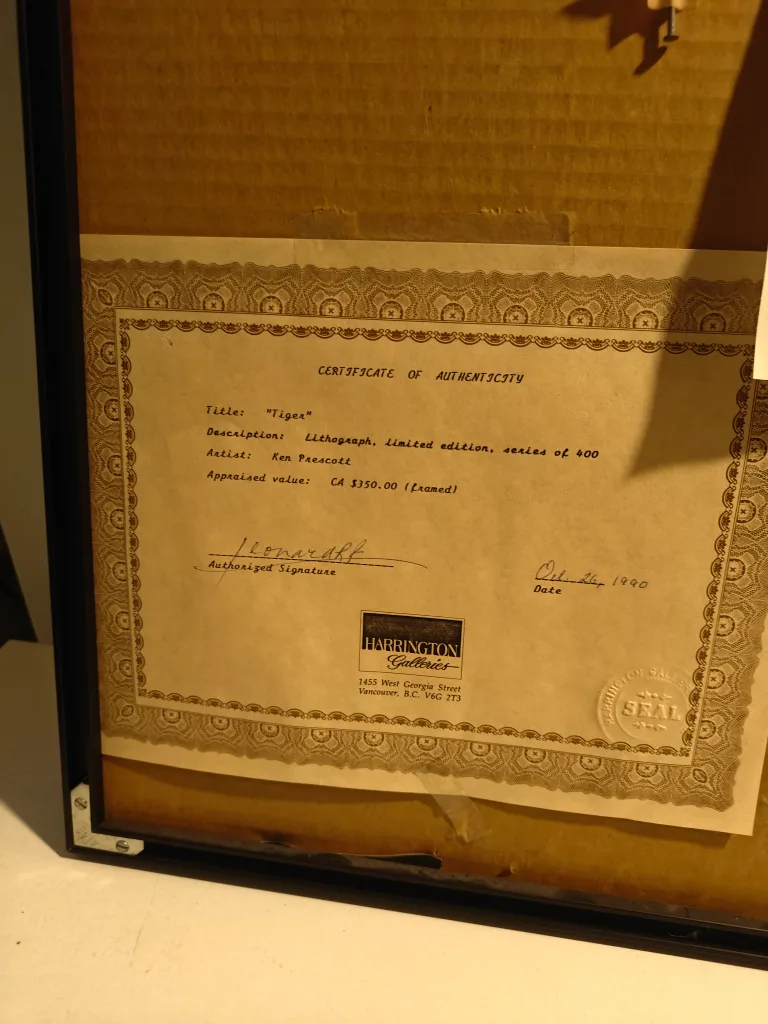 CERTIFICATE OF AUTHENTICITY
Title: "Tiger"
Description: Lithograph, limited edition, series of 400
Artist: Ken Prescott
Appraised value: CA $350.00 (framed)
Authorized Signature
Oct. 26, 1990
Date
HARRINGTON
Galleries
1455 West Georgia Street
Vancouver, B.C. V6G 2T3
SEAL